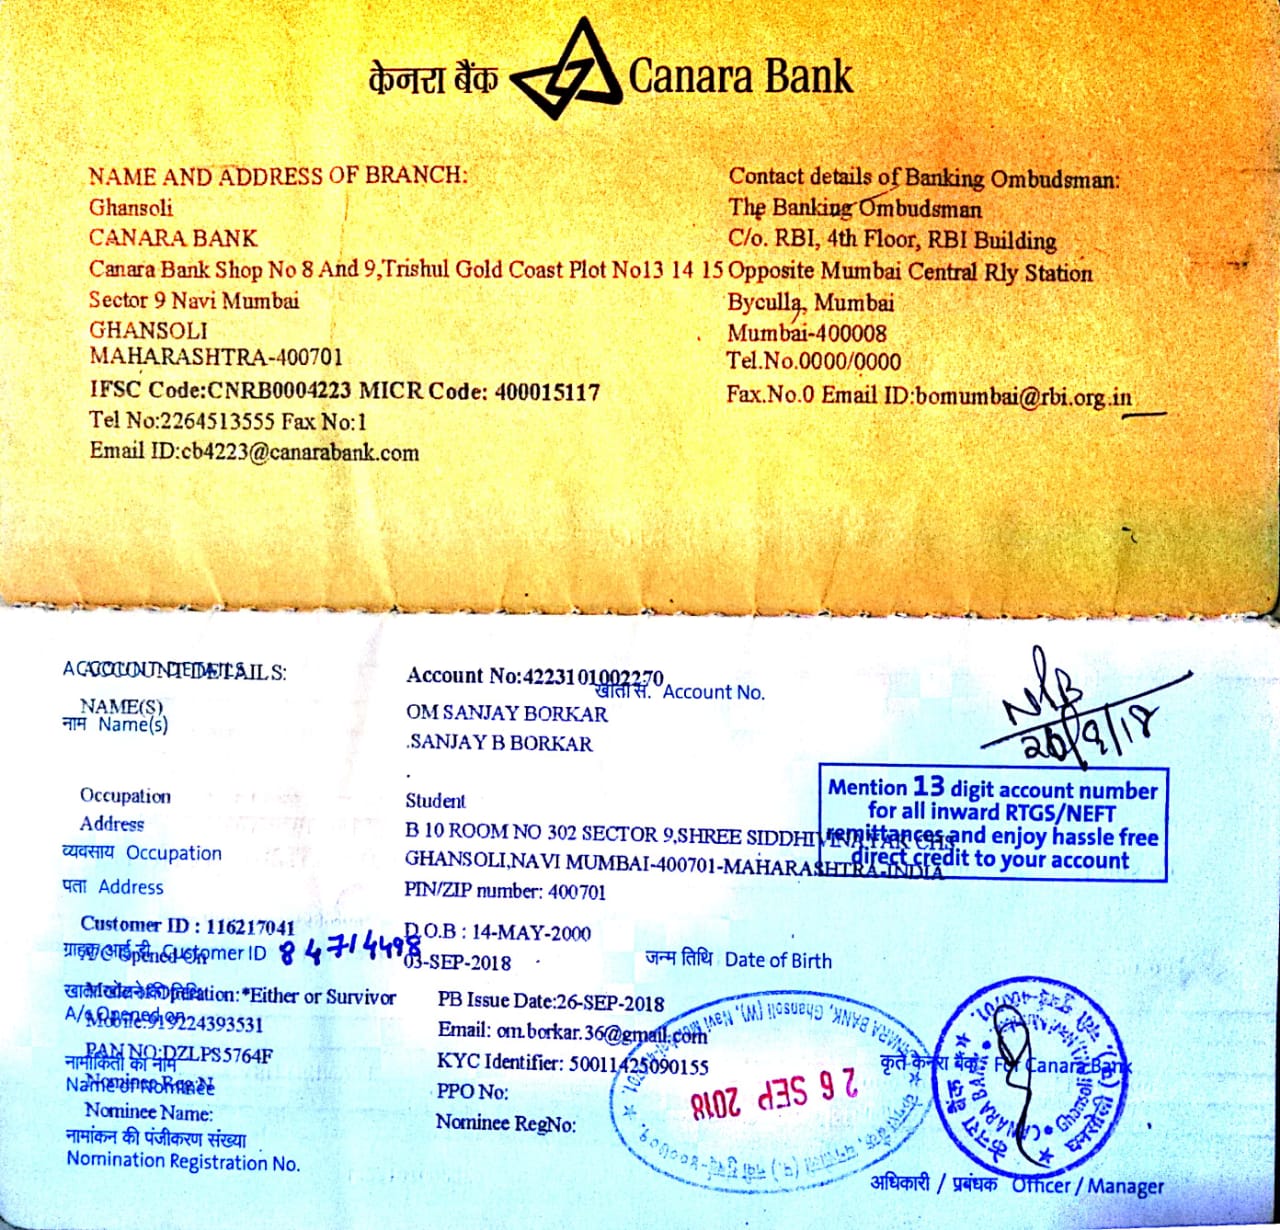 केनरा बैंक Canara Bank
NAME AND ADDRESS OF BRANCH:
Ghansoli
CANARA BANK
Canara Bank Shop No 8 And 9,Trishul Gold Coast Plot No13 14 15
Sector 9 Navi Mumbai
GHANSOLI
MAHARASHTRA-400701
IFSC Code:CNRB0004223 MICR Code: 400015117
Tel No:2264513555 Fax No:1
Email ID:cb4223@canarabank.com
Contact details of Banking Ombudsman:
The Banking Ombudsman
C/o. RBI, 4th Floor, RBI Building
Opposite Mumbai Central Rly Station
Byculla, Mumbai
Mumbai-400008
Tel.No.0000/0000
Fax.No.0 Email ID:bomumbai@rbi.org.in
ACCOUNT DETAILS:
Account No:4223101002270
खाता सं. Account No.
NAME(S)
नाम Name(s)
OM SANJAY BORKAR
.SANJAY B BORKAR
.
26/9/18
Mention 13 digit account number
for all inward RTGS/NEFT
remittances and enjoy hassle free
direct credit to your account
Occupation
Student
Address
B 10 ROOM NO 302 SECTOR 9,SHREE SIDDHIVINAYAK CHS
व्यवसाय Occupation
GHANSOLI,NAVI MUMBAI-400701-MAHARASHTRA-INDIA
पता Address
PIN/ZIP number: 400701
Customer ID : 116217041
D.O.B : 14-MAY-2000
ग्राहक आई.डी. Customer ID 84714498
जन्म तिथि Date of Birth
A/C Opened On
03-SEP-2018
Mode of Operation:*Either or Survivor
PB Issue Date:26-SEP-2018
A/c Opened on
Mobile:919224393531
Email: om.borkar.36@gmail.com
PAN NO:DZLPS5764F
KYC Identifier: 50011425090155
नामांकिती का नाम
Name of Nominee
PPO No:
Nominee Name:
Nominee RegNo:
नामांकन की पंजीकरण संख्या
Nomination Registration No.
26 SEP 2018
CANARA BANK, Ghansoli (W), Navi
कृते केनरा बैंक For Canara Bank
केनरा बैंक
CANARA BANK
Ghansoli
घनसोली
अधिकारी / प्रबंधक Officer / Manager